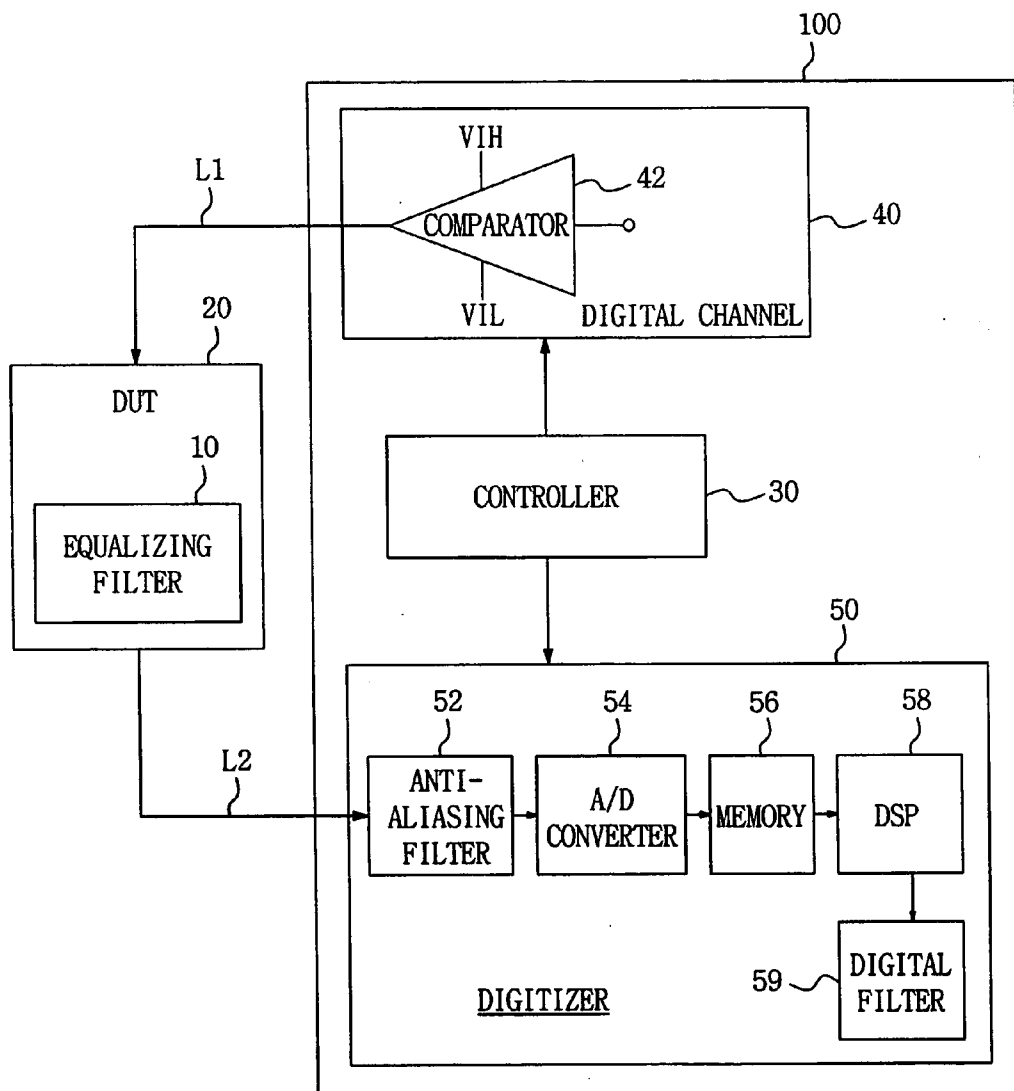 100
VIH
L1
42
COMPARATOR
40
20
VIL
DIGITAL CHANNEL
DUT
10
CONTROLLER
30
EQUALIZING
FILTER
50
52
54
56
58
L2
ANTI-
ALIASING
FILTER
A/D
CONVERTER
MEMORY
DSP
59
DIGITAL
FILTER
DIGITIZER